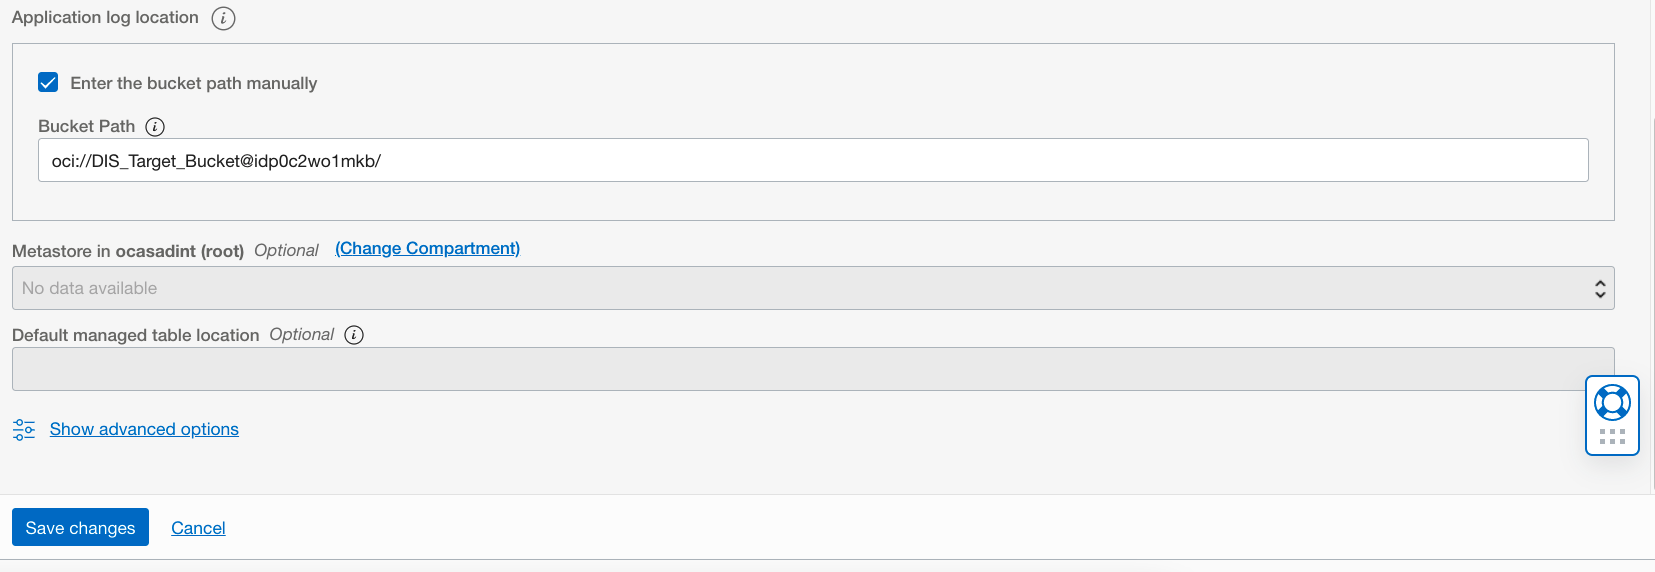 Application log location
Enter the bucket path manually
Bucket Path
oci://DIS_Target_Bucket@idp0c2wo1mkb/
Metastore in ocasadint (root) Optional (Change Compartment)
No data available
Default managed table location Optional
Show advanced options
Save changes Cancel